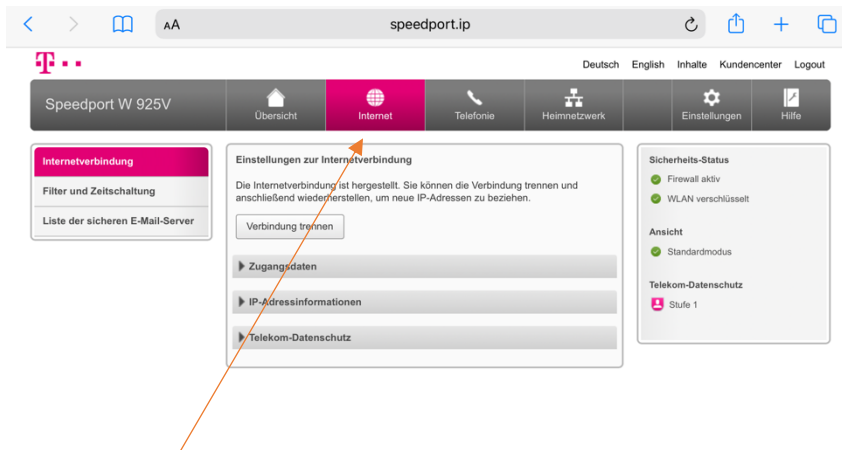 AA
speedport.ip
T
Deutsch English Inhalte Kundencenter Logout
Speedport W 925V
Übersicht
Internet
Telefonie
Heimnetzwerk
Einstellungen
Hilfe
Internetverbindung
Filter und Zeitschaltung
Liste der sicheren E-Mail-Server
Einstellungen zur Internetverbindung
Die Internetverbindung ist hergestellt. Sie können die Verbindung trennen und
anschließend wiederherstellen, um neue IP-Adressen zu beziehen.
Verbindung trennen
Zugangsdaten
IP-Adressinformationen
Telekom-Datenschutz
Sicherheits-Status
Firewall aktiv
WLAN verschlüsselt
Ansicht
Standardmodus
Telekom-Datenschutz
Stufe 1